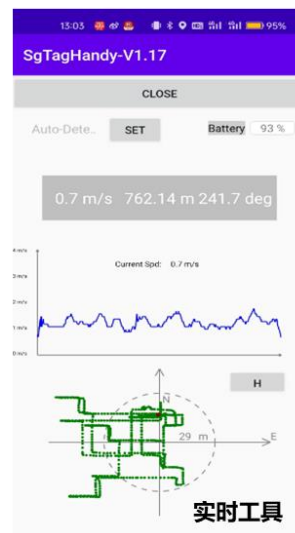 13:03 95%
SgTagHandy-V1.17
CLOSE
Auto-Dete.. SET Battery 93 %
0.7 m/s 762.14 m 241.7 deg
4 m/s
Current Spd: 0.7 m/s
3 m/s
2 m/s
1 m/s
0 m/s
H
N
29 m E
实时工具